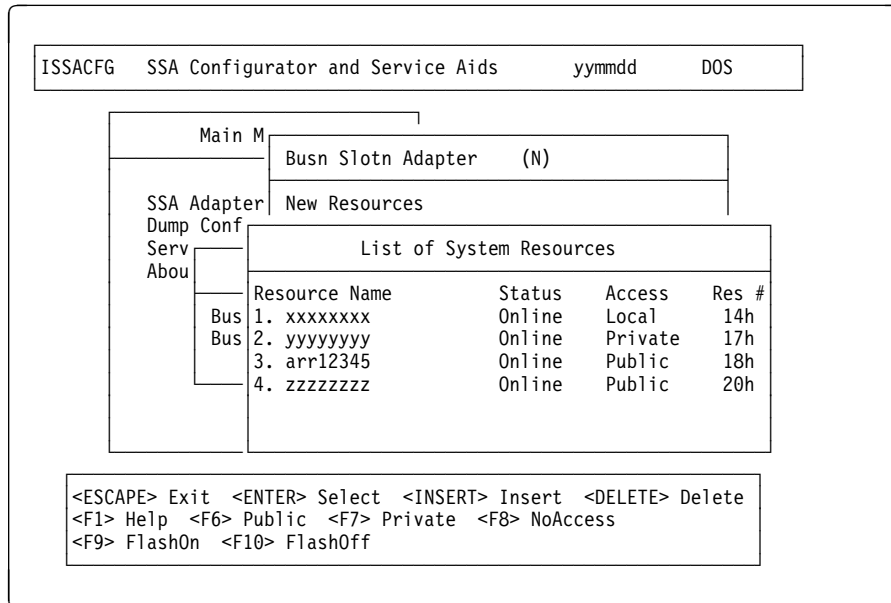 ISSACFG SSA Configurator and Service Aids yymmdd DOS
Main M
Busn Slotn Adapter (N)
SSA Adapter New Resources
Dump Conf
Serv List of System Resources
Abou
Resource Name Status Access Res #
Bus 1. xxxxxxxx Online Local 14h
Bus 2. yyyyyyyy Online Private 17h
3. arr12345 Online Public 18h
4. zzzzzzzz Online Public 20h
<ESCAPE> Exit <ENTER> Select <INSERT> Insert <DELETE> Delete
<F1> Help <F6> Public <F7> Private <F8> NoAccess
<F9> FlashOn <F10> FlashOff